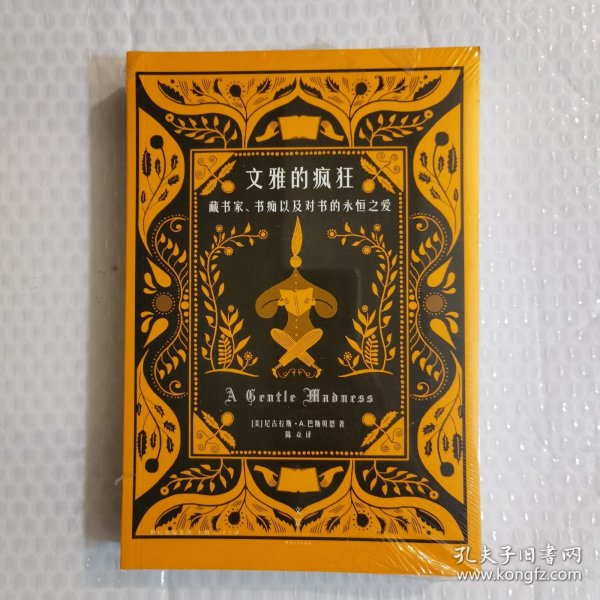 文雅的疯狂
藏书家、书痴以及对书的永恒之爱
A Gentle Madness
[美]尼古拉斯·A.巴斯贝恩 著
陈焱 译
Horizon
孔夫子旧书网
www.kongfz.com